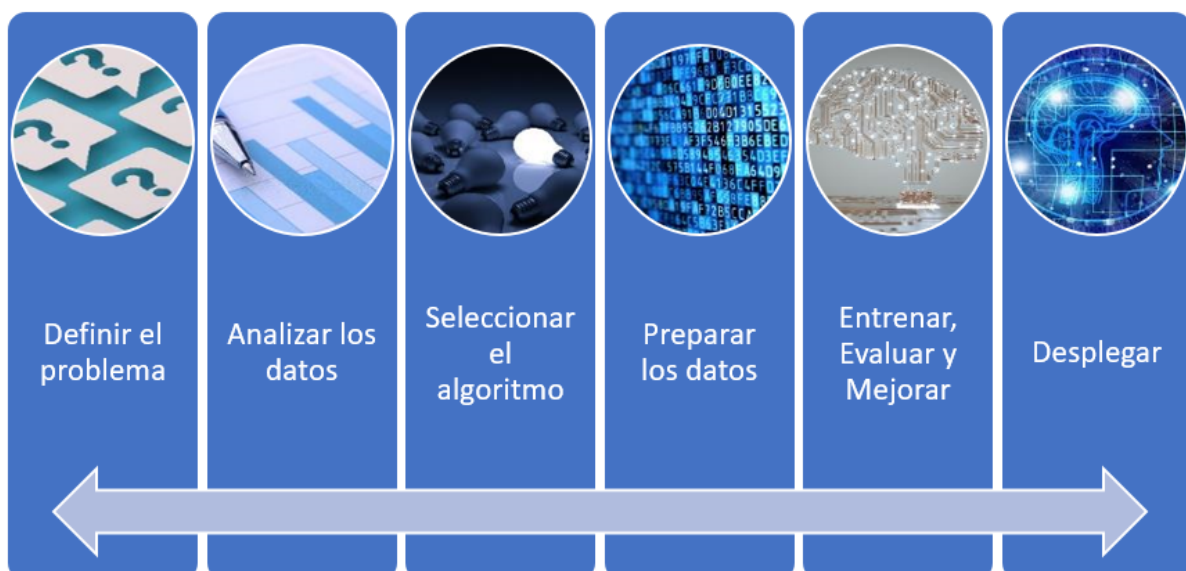 Definir el
problema
Analizar los
datos
Seleccionar
el
algoritmo
Preparar
los datos
Entrenar,
Evaluar y
Mejorar
Desplegar